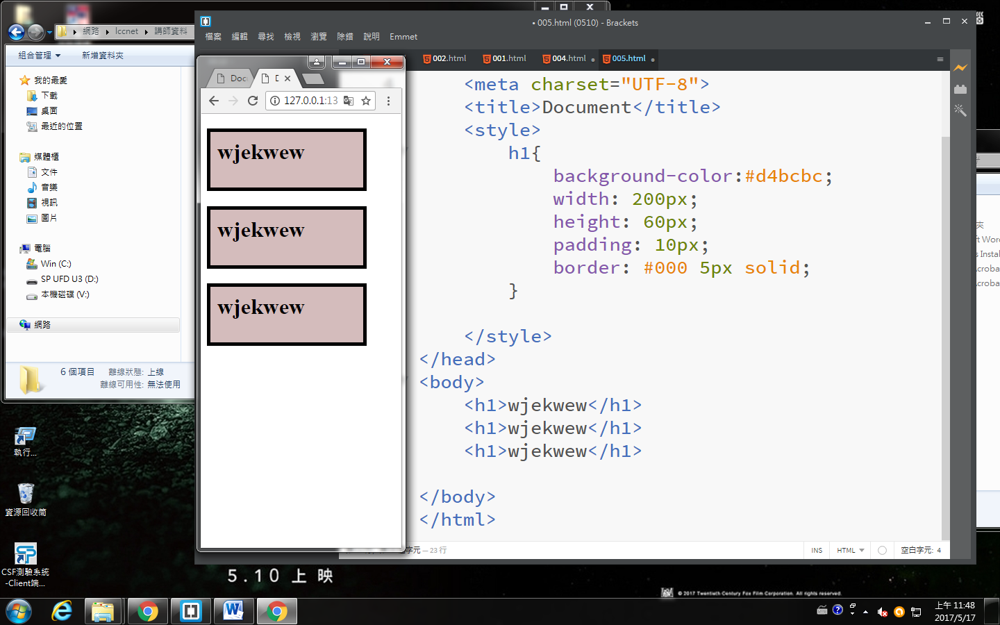 網路 lccnet 講師資料
組合管理 新增資料夾
我的最愛
下載
桌面
最近的位置
媒體櫃
文件
音樂
視訊
圖片
電腦
Win (C:)
SP UFD U3 (D:)
本機磁碟 (V:)
網路
6 個項目 離線狀態: 上線
離線可用性: 無法使用
執行...
資源回收筒
CSF測驗系統
-Client端...
127.0.0.1:13
wjekwew
wjekwew
wjekwew
• 005.html (0510) - Brackets
檔案 編輯 尋找 檢視 瀏覽 除錯 說明 Emmet
002.html 001.html 004.html 005.html
<meta charset="UTF-8">
<title>Document</title>
<style>
h1{
background-color:#d4bcbc;
width: 200px;
height: 60px;
padding: 10px;
border: #000 5px solid;
}
</style>
</head>
<body>
<h1>wjekwew</h1>
<h1>wjekwew</h1>
<h1>wjekwew</h1>
</body>
</html>
字元 — 23 行
INS HTML 空白字元: 4
5.10 上映
© 2017 Twentieth Century Fox Film Corporation. All rights reserved.
上午 11:48
2017/5/17